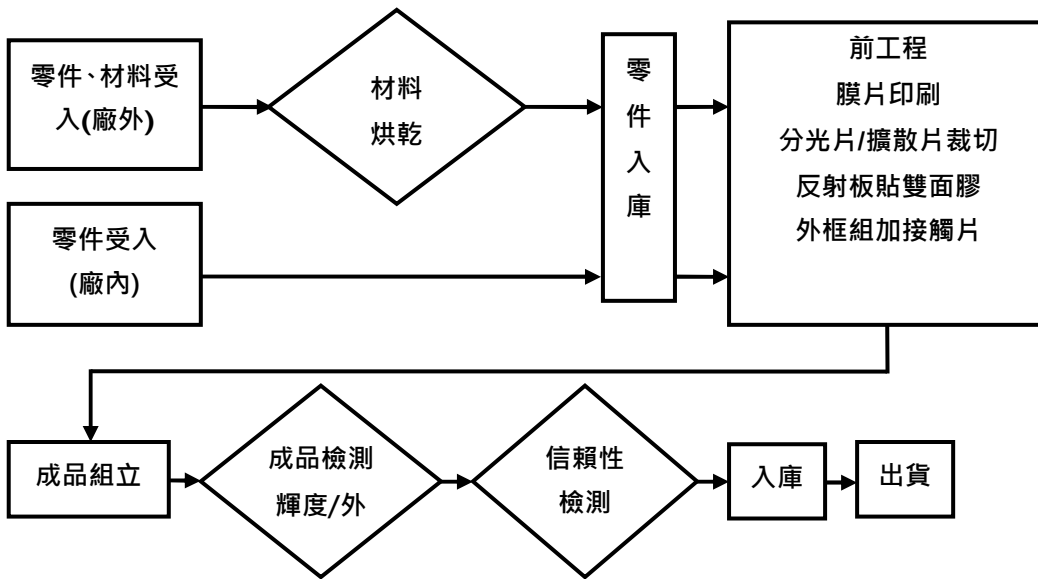 零件、材料受
入(廠外)
材料
烘乾
零件入庫
前工程
膜片印刷
分光片/擴散片裁切
反射板貼雙面膠
外框組加接觸片
零件受入
(廠內)
成品組立
成品檢測
輝度/外
信賴性
檢測
入庫
出貨